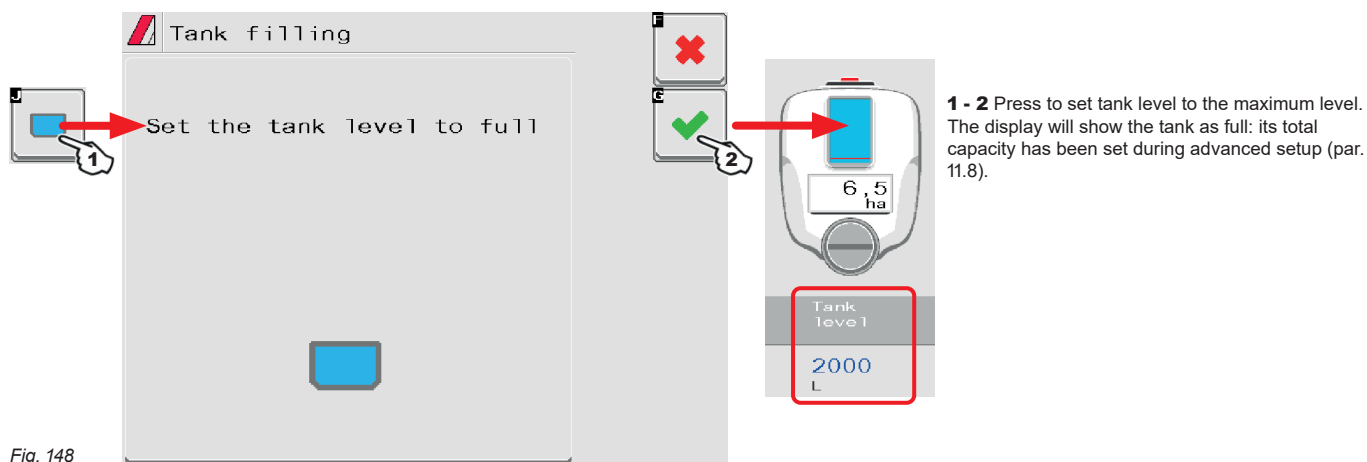 Tank filling
J
1
Set the tank level to full
F
G
2
6,5
ha
Tank
level
2000
L
1 - 2 Press to set tank level to the maximum level.
The display will show the tank as full: its total
capacity has been set during advanced setup (par.
11.8).
Fig. 148